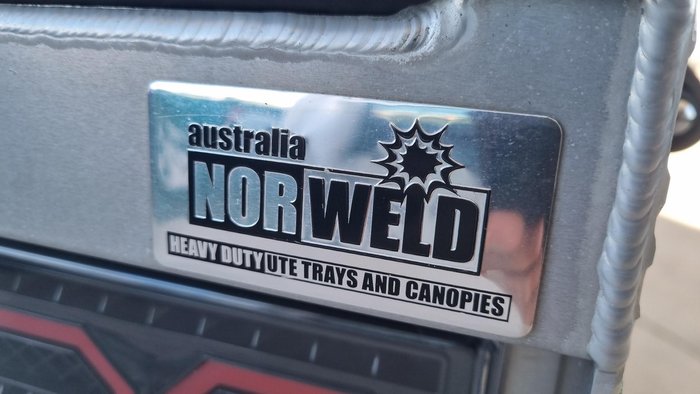 australia
NORWELD
HEAVY DUTY UTE TRAYS AND CANOPIES